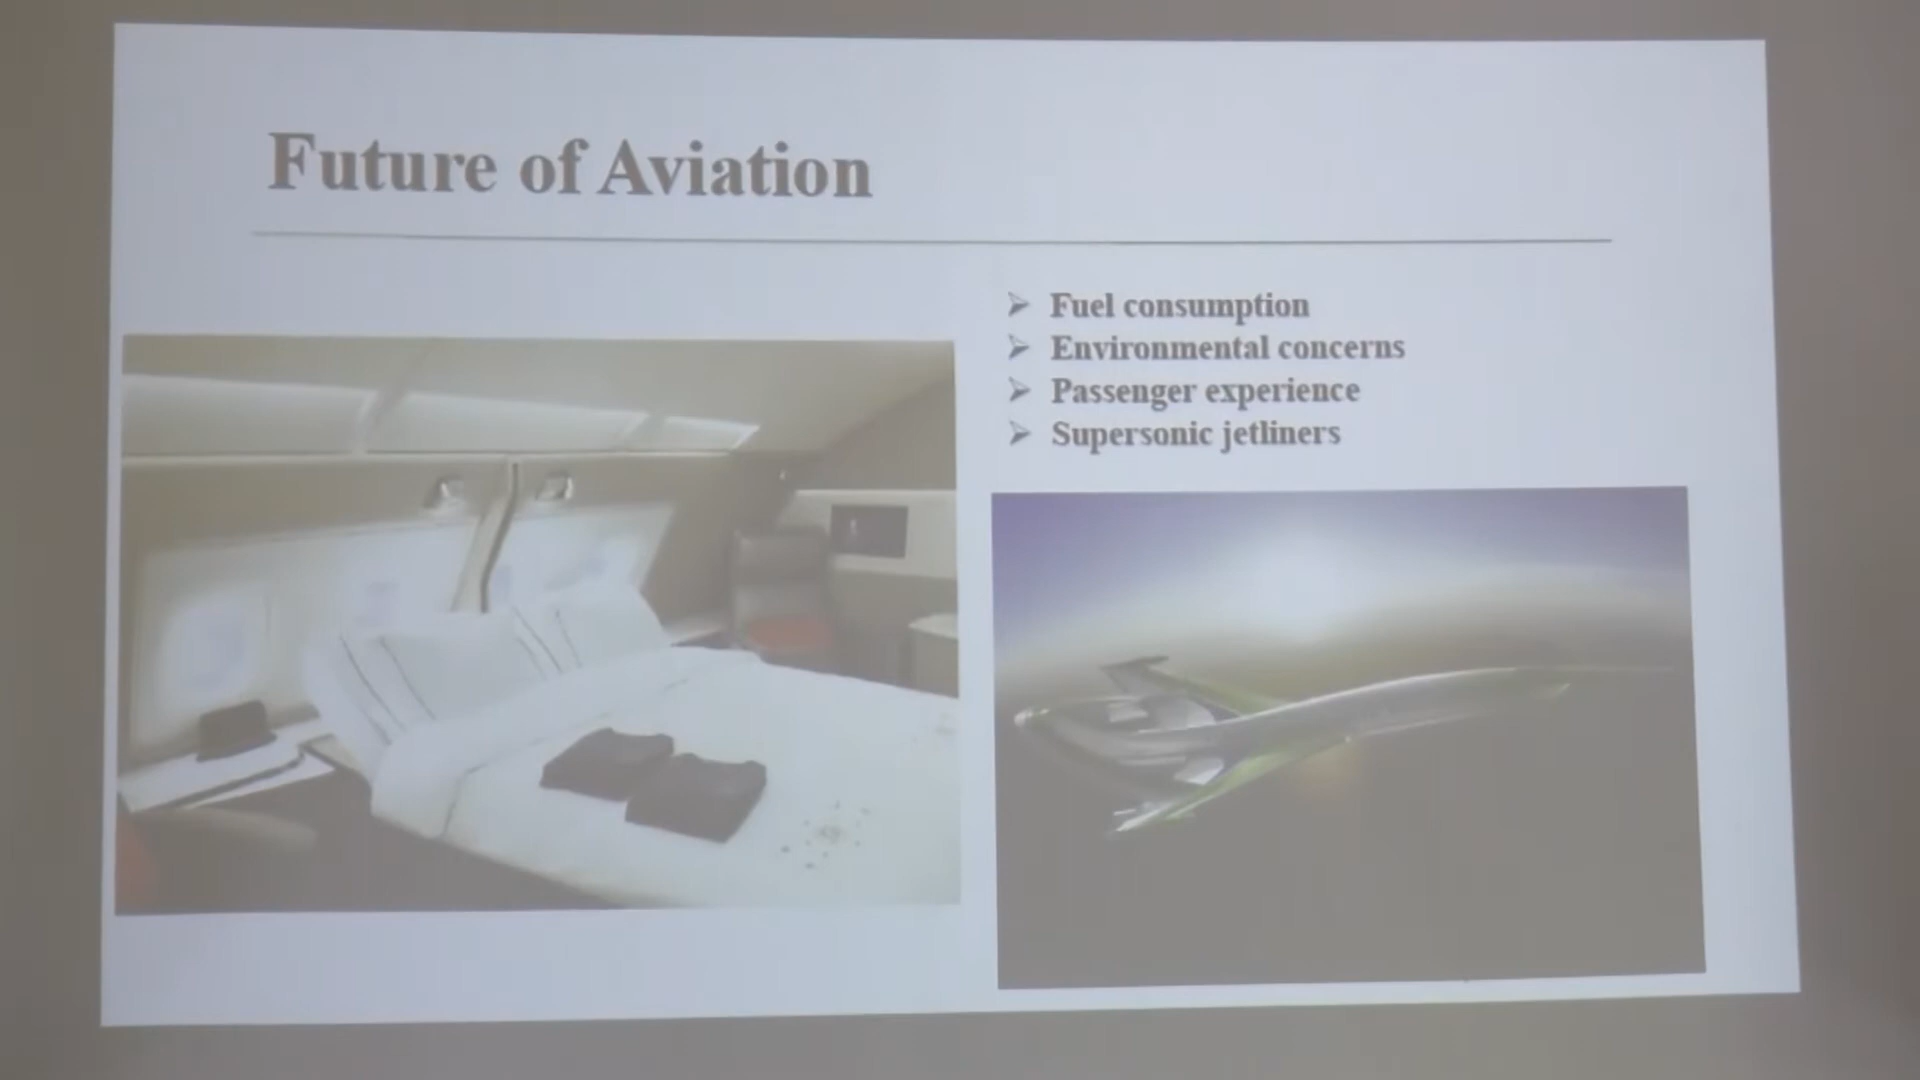 Future of Aviation
➢ Fuel consumption
➢ Environmental concerns
➢ Passenger experience
➢ Supersonic jetliners